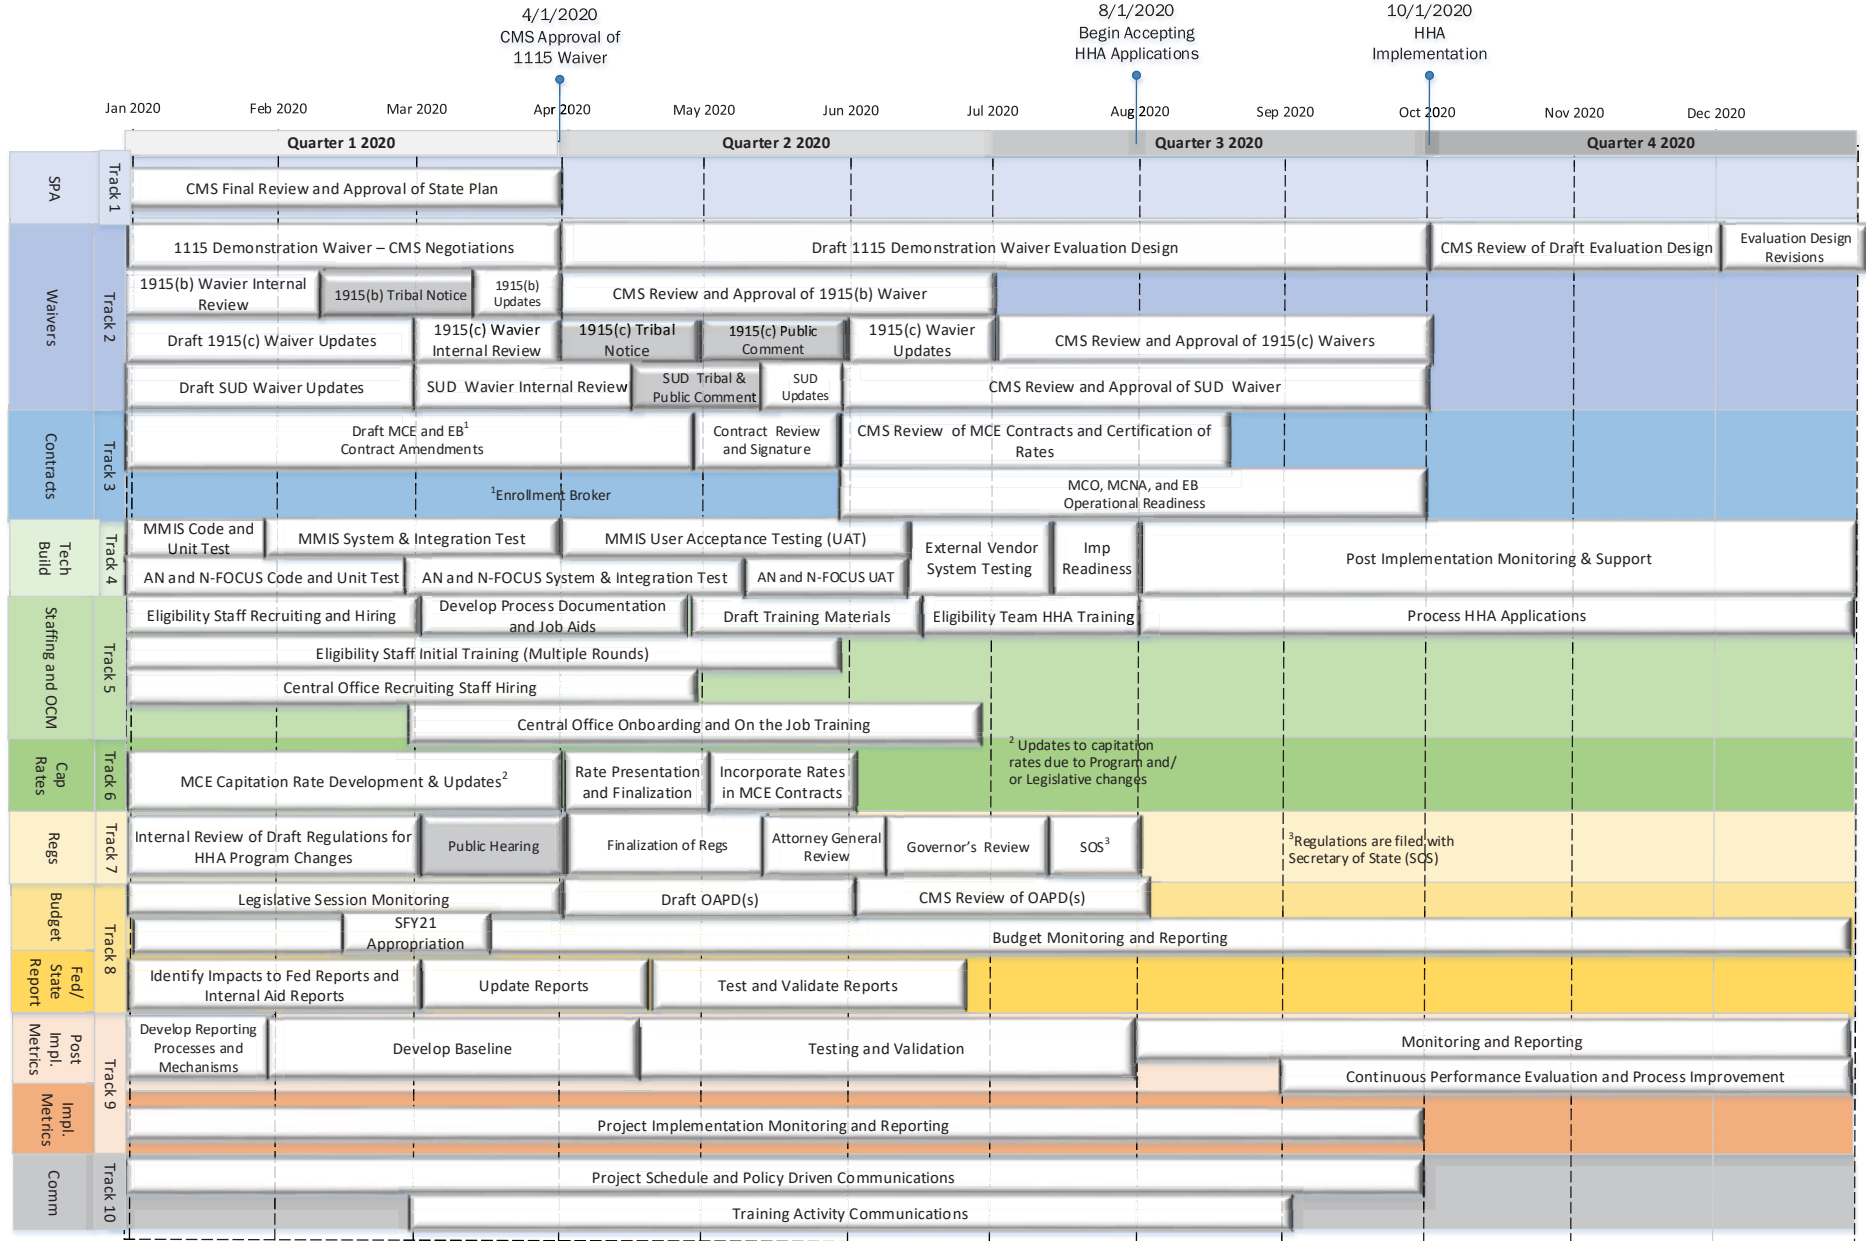 4/1/2020
CMS Approval of
1115 Waiver
8/1/2020
Begin Accepting
HHA Applications
10/1/2020
HHA
Implementation
Jan 2020
Feb 2020
Mar 2020
Apr 2020
May 2020
Jun 2020
Jul 2020
Aug 2020
Sep 2020
Oct 2020
Nov 2020
Dec 2020
Quarter 1 2020
Quarter 2 2020
Quarter 3 2020
Quarter 4 2020
SPA
Track 1
CMS Final Review and Approval of State Plan
Waivers
Track 2
1115 Demonstration Waiver – CMS Negotiations
Draft 1115 Demonstration Waiver Evaluation Design
CMS Review of Draft Evaluation Design
Evaluation Design
Revisions
1915(b) Wavier Internal
Review
1915(b) Tribal Notice
1915(b)
Updates
CMS Review and Approval of 1915(b) Waiver
Draft 1915(c) Waiver Updates
1915(c) Wavier
Internal Review
1915(c) Tribal
Notice
1915(c) Public
Comment
1915(c) Wavier
Updates
CMS Review and Approval of 1915(c) Waivers
Draft SUD Waiver Updates
SUD Wavier Internal Review
SUD Tribal &
Public Comment
SUD
Updates
CMS Review and Approval of SUD Waiver
Contracts
Track 3
Draft MCE and EB1
Contract Amendments
Contract Review
and Signature
CMS Review of MCE Contracts and Certification of
Rates
1Enrollment Broker
MCO, MCNA, and EB
Operational Readiness
Tech
Build
Track 4
MMIS Code and
Unit Test
MMIS System & Integration Test
MMIS User Acceptance Testing (UAT)
External Vendor
System Testing
Imp
Readiness
Post Implementation Monitoring & Support
AN and N-FOCUS Code and Unit Test
AN and N-FOCUS System & Integration Test
AN and N-FOCUS UAT
Staffing and OCM
Track 5
Eligibility Staff Recruiting and Hiring
Develop Process Documentation
and Job Aids
Draft Training Materials
Eligibility Team HHA Training
Process HHA Applications
Eligibility Staff Initial Training (Multiple Rounds)
Central Office Recruiting Staff Hiring
Central Office Onboarding and On the Job Training
Cap
Rates
Track 6
MCE Capitation Rate Development & Updates2
Rate Presentation
and Finalization
Incorporate Rates
in MCE Contracts
2 Updates to capitation
rates due to Program and/
or Legislative changes
Regs
Track 7
Internal Review of Draft Regulations for
HHA Program Changes
Public Hearing
Finalization of Regs
Attorney General
Review
Governor's Review
SOS3
3Regulations are filed with
Secretary of State (SOS)
Budget
Track 8
Legislative Session Monitoring
Draft OAPD(s)
CMS Review of OAPD(s)
SFY21
Appropriation
Budget Monitoring and Reporting
Fed/
State
Report
Identify Impacts to Fed Reports and
Internal Aid Reports
Update Reports
Test and Validate Reports
Post
Impl.
Metrics
Track 9
Develop Reporting
Processes and
Mechanisms
Develop Baseline
Testing and Validation
Monitoring and Reporting
Continuous Performance Evaluation and Process Improvement
Impl.
Metrics
Project Implementation Monitoring and Reporting
Comm
Track 10
Project Schedule and Policy Driven Communications
Training Activity Communications